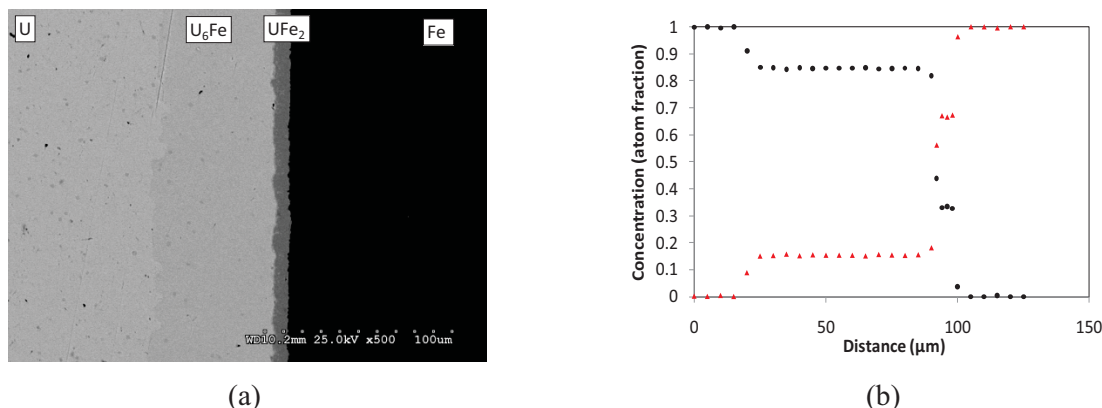 U
U₆Fe
UFe₂
Fe
WD10.2mm 25.0kV x500 100um
(a)
1
0.9
0.8
0.7
0.6
0.5
0.4
0.3
0.2
0.1
0
Concentration (atom fraction)
0 50 100 150
Distance (μm)
(b)